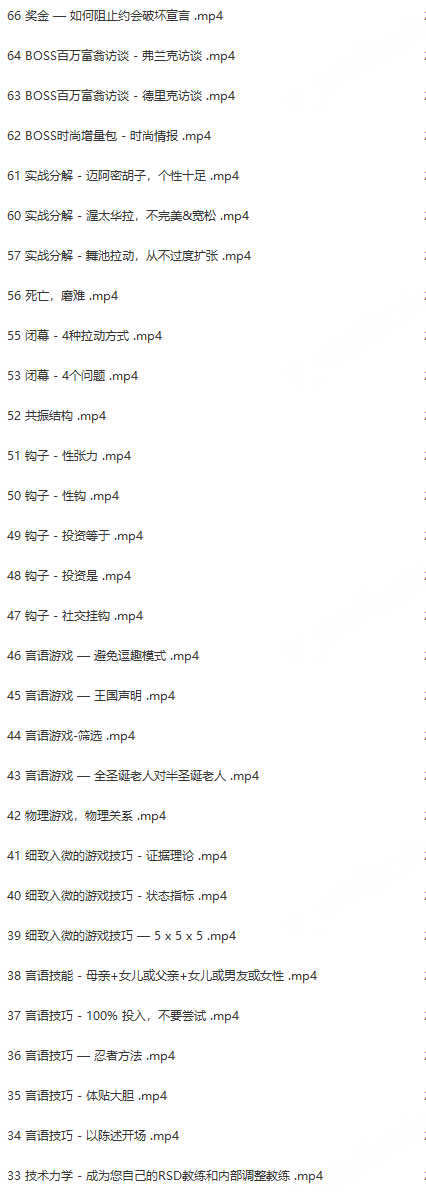 66 奖金 — 如何阻止约会破坏宣言 .mp4
64 BOSS百万富翁访谈 - 弗兰克访谈 .mp4
63 BOSS百万富翁访谈 - 德里克访谈 .mp4
62 BOSS时尚增量包 - 时尚情报 .mp4
61 实战分解 - 迈阿密胡子，个性十足 .mp4
60 实战分解 - 渥太华拉，不完美&宽松 .mp4
57 实战分解 - 舞池拉动，从不过度扩张 .mp4
56 死亡，磨难 .mp4
55 闭幕 - 4种拉动方式 .mp4
53 闭幕 - 4个问题 .mp4
52 共振结构 .mp4
51 钩子 - 性张力 .mp4
50 钩子 - 性钩 .mp4
49 钩子 - 投资等于 .mp4
48 钩子 - 投资是 .mp4
47 钩子 - 社交挂钩 .mp4
46 言语游戏 — 避免逗趣模式 .mp4
45 言语游戏 — 王国声明 .mp4
44 言语游戏-筛选 .mp4
43 言语游戏 — 全圣诞老人对半圣诞老人 .mp4
42 物理游戏，物理关系 .mp4
41 细致入微的游戏技巧 - 证据理论 .mp4
40 细致入微的游戏技巧 - 状态指标 .mp4
39 细致入微的游戏技巧 — 5 x 5 x 5 .mp4
38 言语技能 - 母亲+女儿或父亲+女儿或男友或女性 .mp4
37 言语技巧 - 100% 投入，不要尝试 .mp4
36 言语技巧 — 忍者方法 .mp4
35 言语技巧 - 体贴大胆 .mp4
34 言语技巧 - 以陈述开场 .mp4
33 技术力学 - 成为您自己的RSD教练和内部调整教练 .mp4